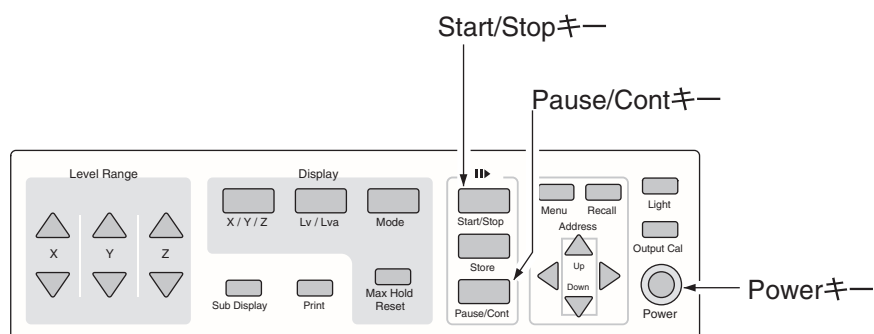 Start/Stopキー
Pause/Contキー
Level Range
Display
X / Y / Z
Lv / Lva
Mode
Start/Stop
Menu
Recall
Light
Address
X
Y
Z
Store
Up
Output Cal
Down
Sub Display
Print
Max Hold
Reset
Pause/Cont
Power
Powerキー